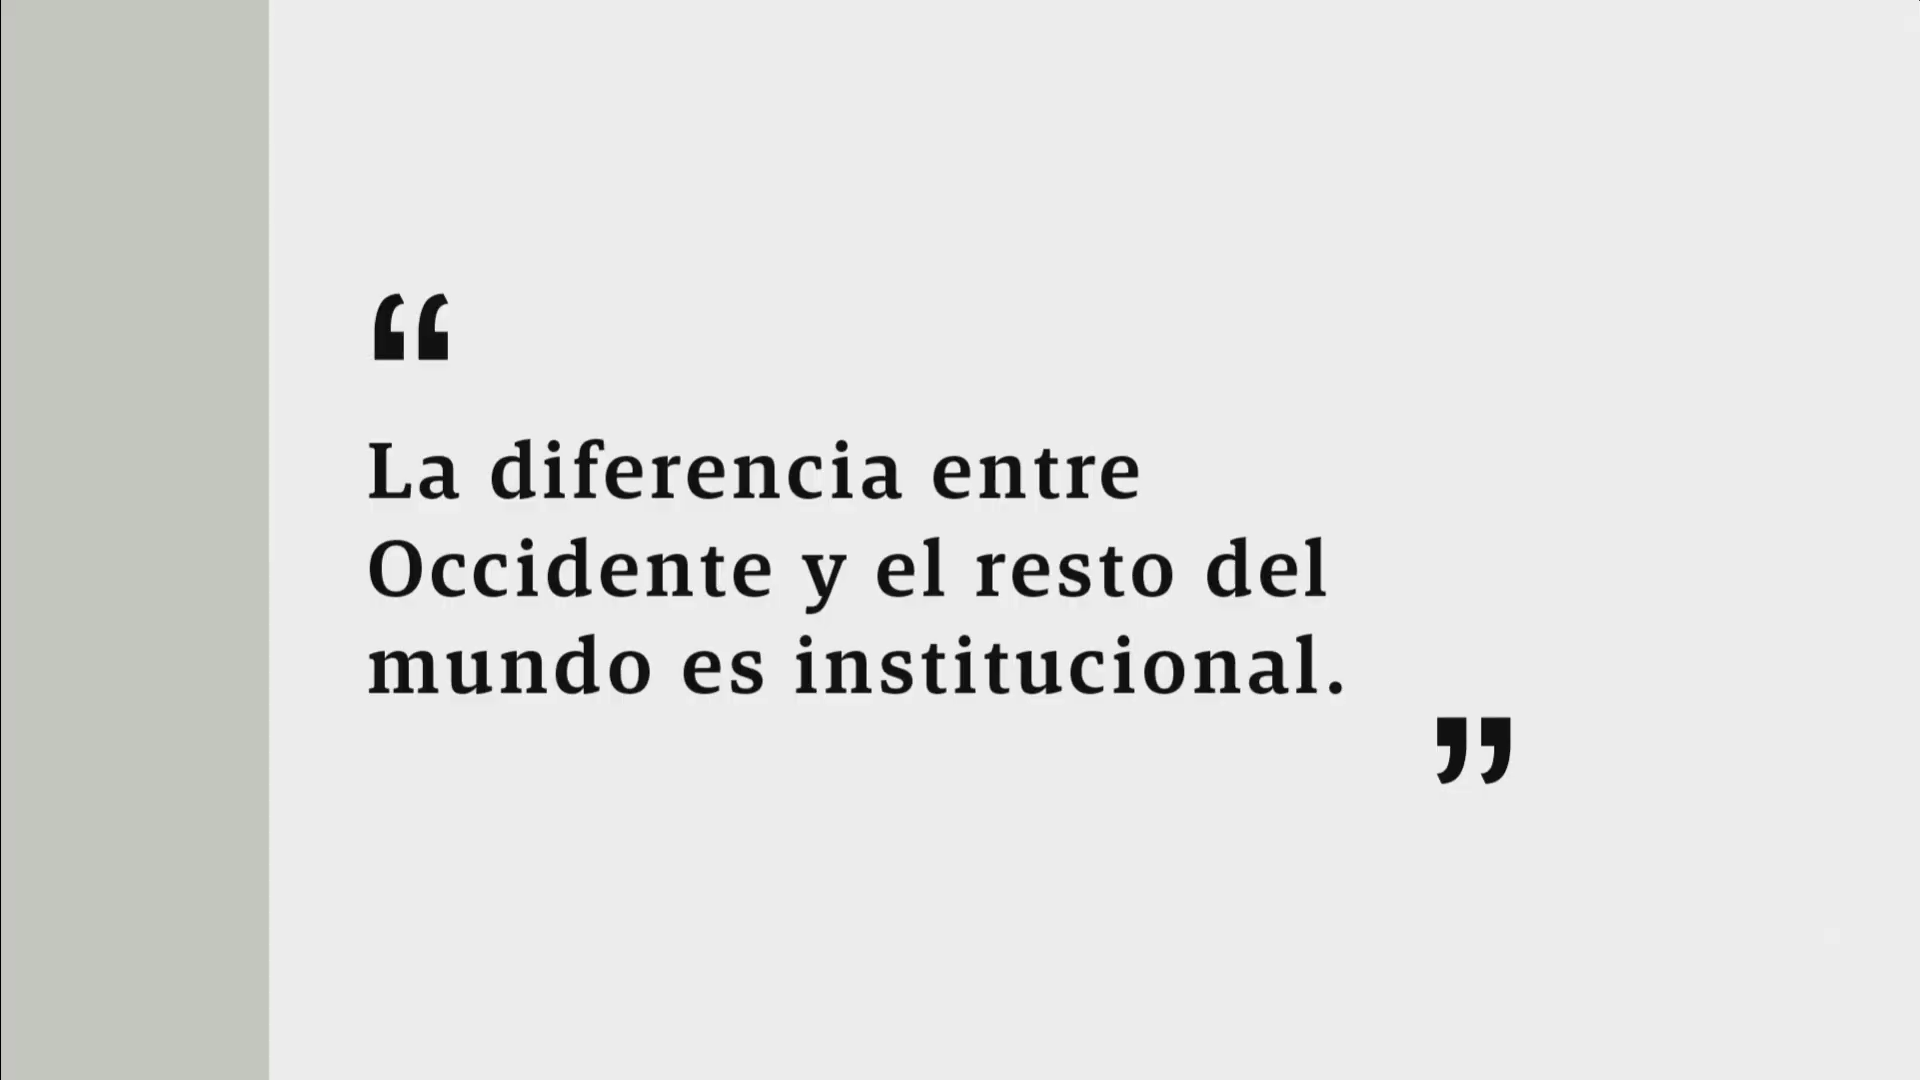 “
La diferencia entre
Occidente y el resto del
mundo es institucional.
”